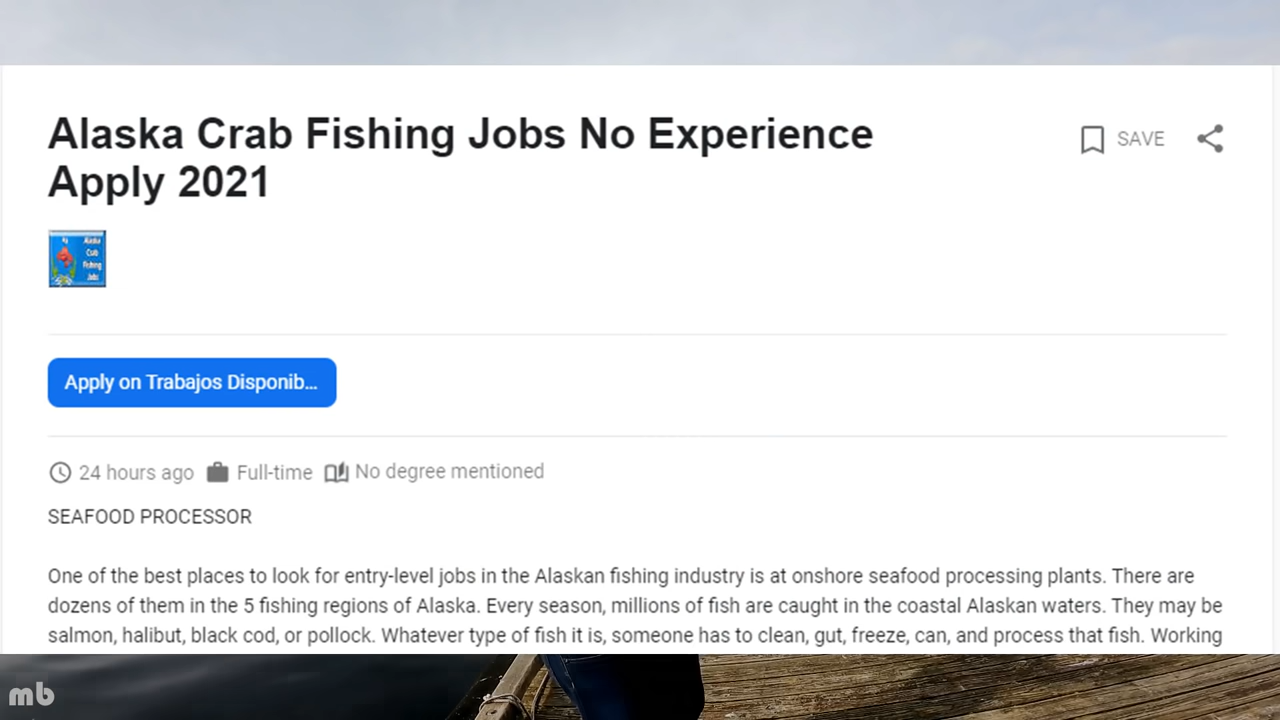 Alaska Crab Fishing Jobs No Experience
Apply 2021
SAVE
Alaska
Crab
Fishing
Jobs
Apply on Trabajos Disponib...
24 hours ago Full-time No degree mentioned
SEAFOOD PROCESSOR
One of the best places to look for entry-level jobs in the Alaskan fishing industry is at onshore seafood processing plants. There are
dozens of them in the 5 fishing regions of Alaska. Every season, millions of fish are caught in the coastal Alaskan waters. They may be
salmon, halibut, black cod, or pollock. Whatever type of fish it is, someone has to clean, gut, freeze, can, and process that fish. Working
mb